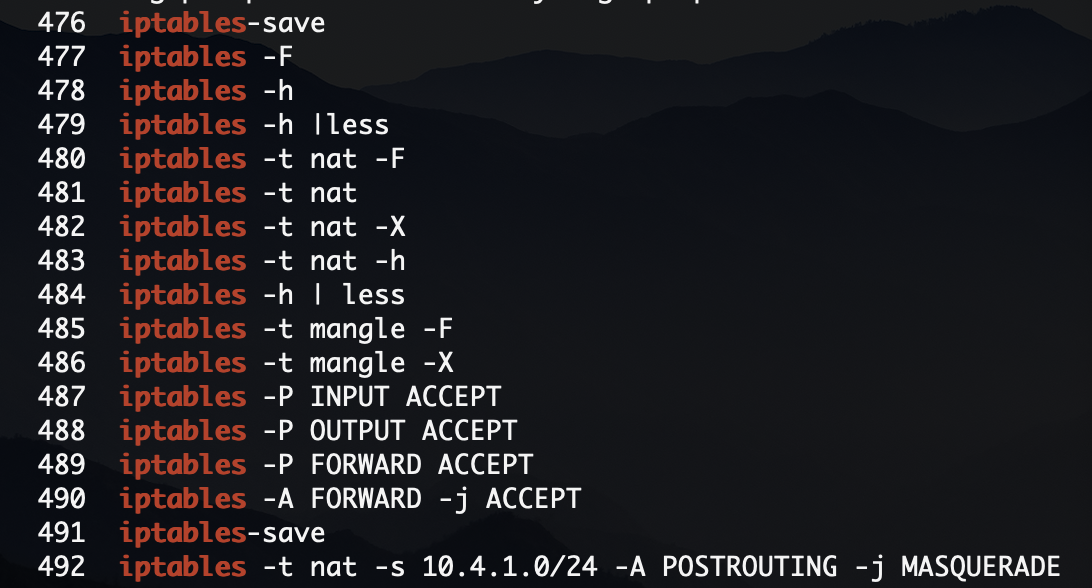 476 iptables-save
477 iptables -F
478 iptables -h
479 iptables -h |less
480 iptables -t nat -F
481 iptables -t nat
482 iptables -t nat -X
483 iptables -t nat -h
484 iptables -h | less
485 iptables -t mangle -F
486 iptables -t mangle -X
487 iptables -P INPUT ACCEPT
488 iptables -P OUTPUT ACCEPT
489 iptables -P FORWARD ACCEPT
490 iptables -A FORWARD -j ACCEPT
491 iptables-save
492 iptables -t nat -s 10.4.1.0/24 -A POSTROUTING -j MASQUERADE